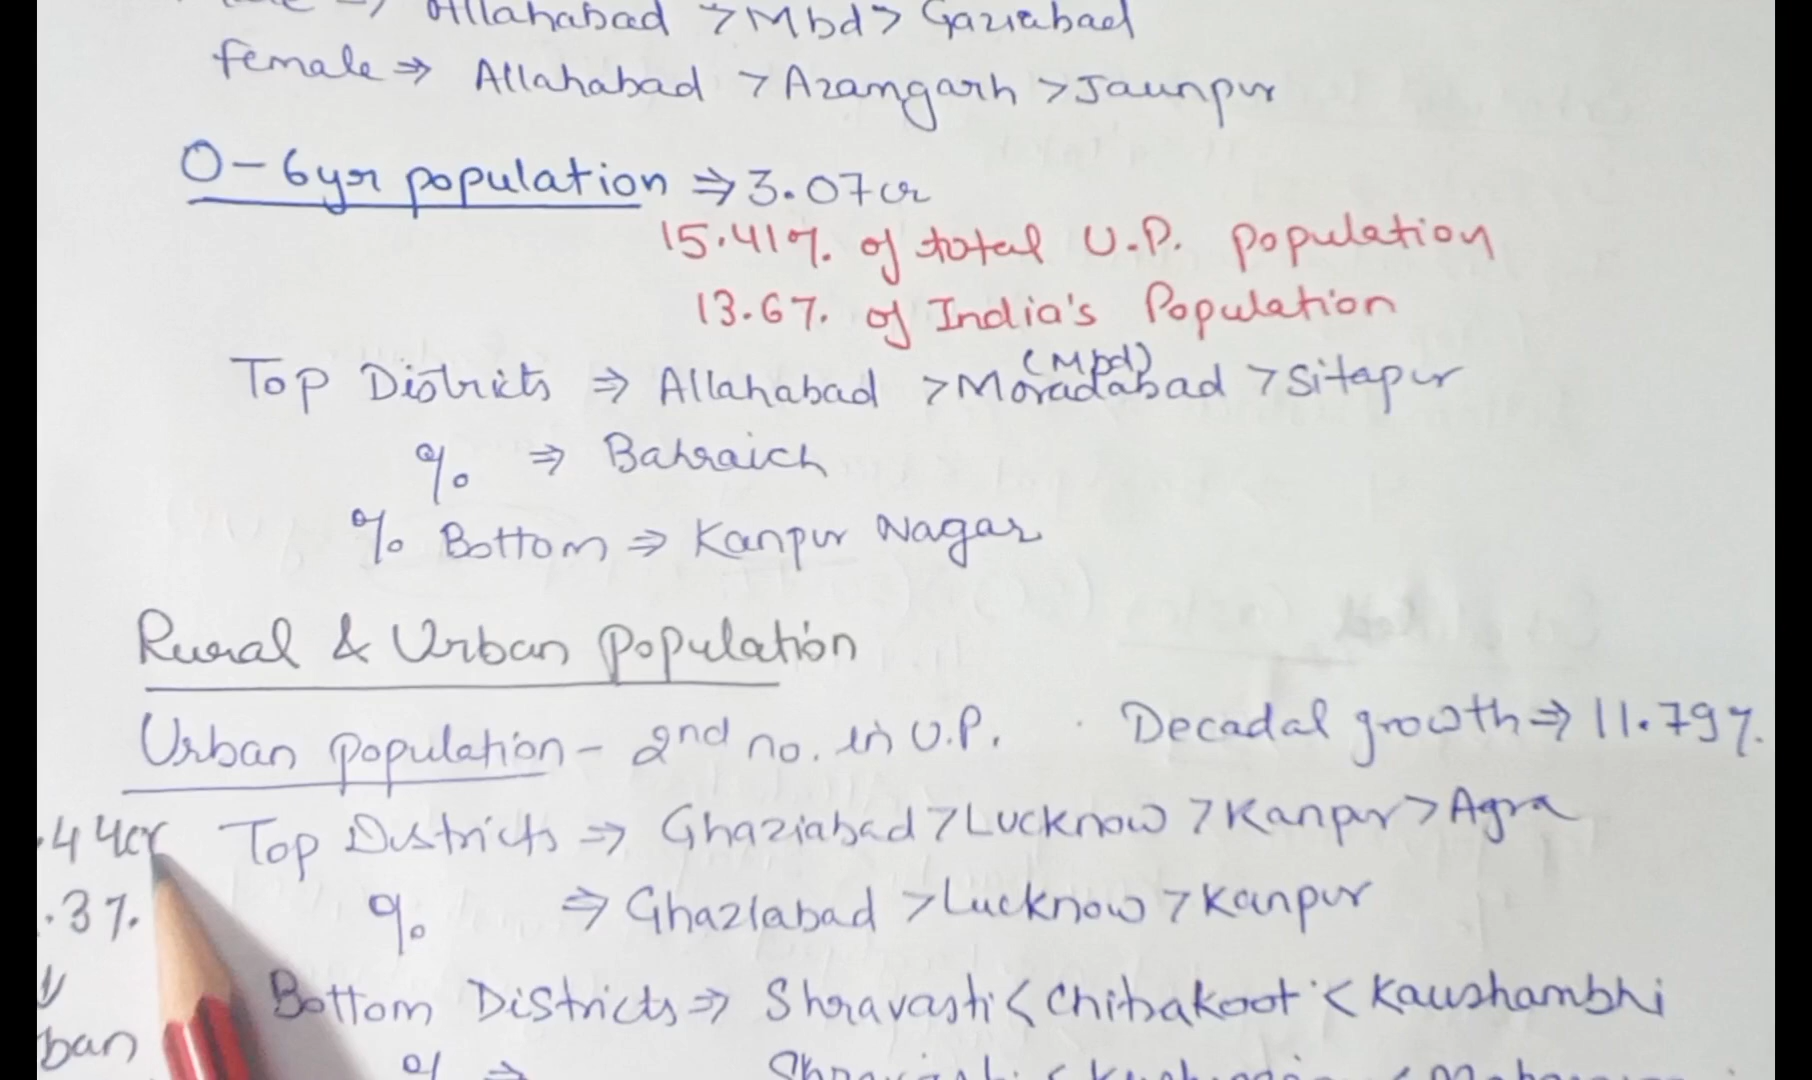 Allahabad > Mbd > Gaziabad
female ⇒ Allahabad > Azamgarh > Jaunpur
0-6yr population ⇒ 3.07cr
15.41% of total U.P. population
13.6%. of India's Population
(Mbd)
Top Districts ⇒ Allahabad > Moradabad > Sitapur
% ⇒ Bahraich
% Bottom ⇒ Kanpur Nagar
Rural & Urban Population
Urban population - 2nd no. in U.P. Decadal growth ⇒ 11.79%.
.44cr Top Districts ⇒ Ghaziabad > Lucknow > Kanpur > Agra
.3%. % ⇒ Ghaziabad > Lucknow > Kanpur
Bottom Districts ⇒ Shravasti < Chitrakoot < Kaushambhi
ban % ⇒